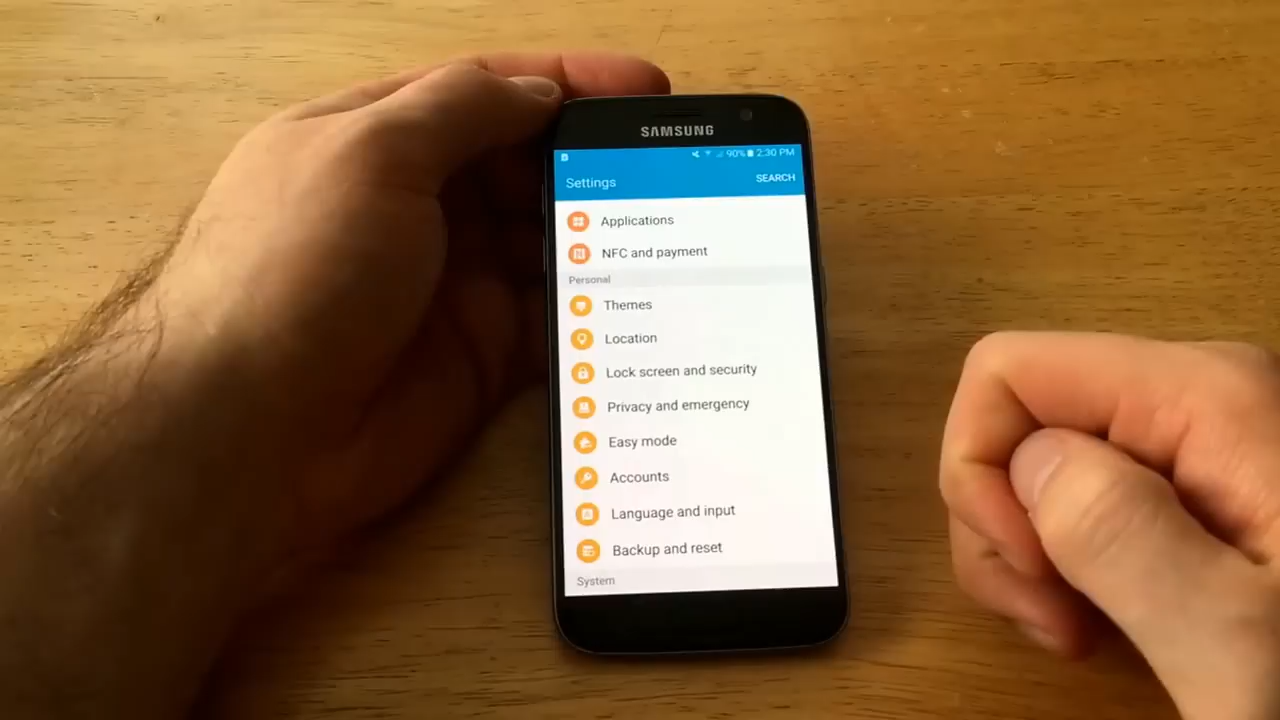 SAMSUNG
90% 2:30 PM
Settings SEARCH
Applications
NFC and payment
Personal
Themes
Location
Lock screen and security
Privacy and emergency
Easy mode
Accounts
Language and input
Backup and reset
System